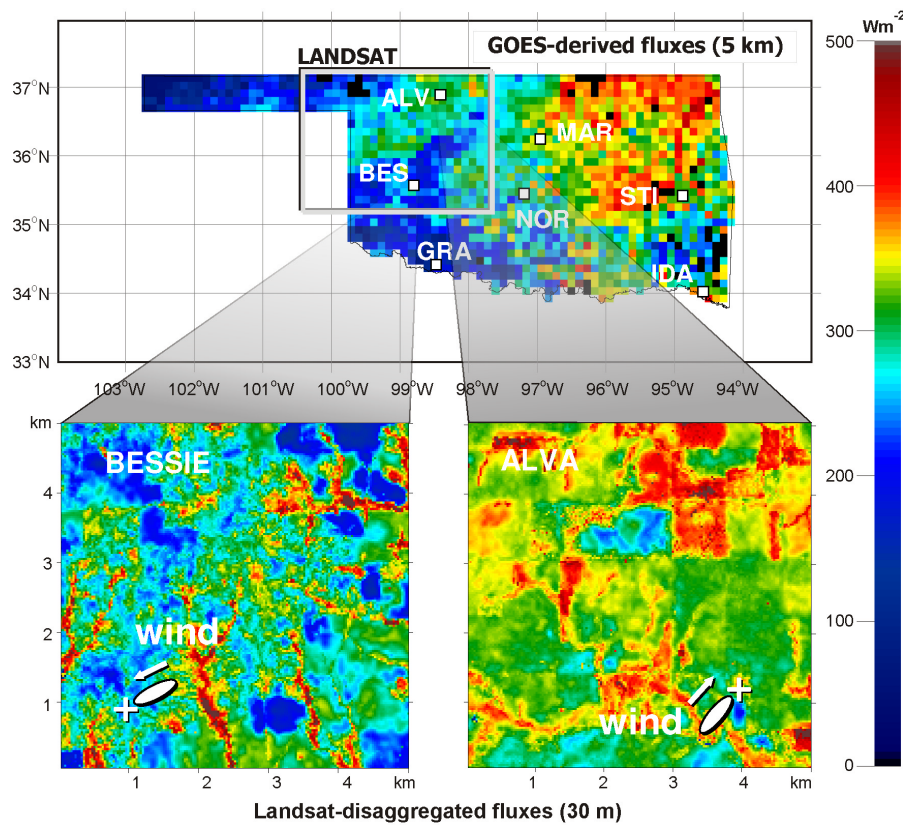 Wm⁻²
GOES-derived fluxes (5 km)
LANDSAT
500
400
300
200
100
0
37°N
36°N
35°N
34°N
33°N
ALV
MAR
BES
STI
NOR
GRA
IDA
103°W 102°W 101°W 100°W 99°W 98°W 97°W 96°W 95°W 94°W
km
BESSIE
ALVA
4
3
2
1
wind
wind
1 2 3 4 km
1 2 3 4 km
Landsat-disaggregated fluxes (30 m)